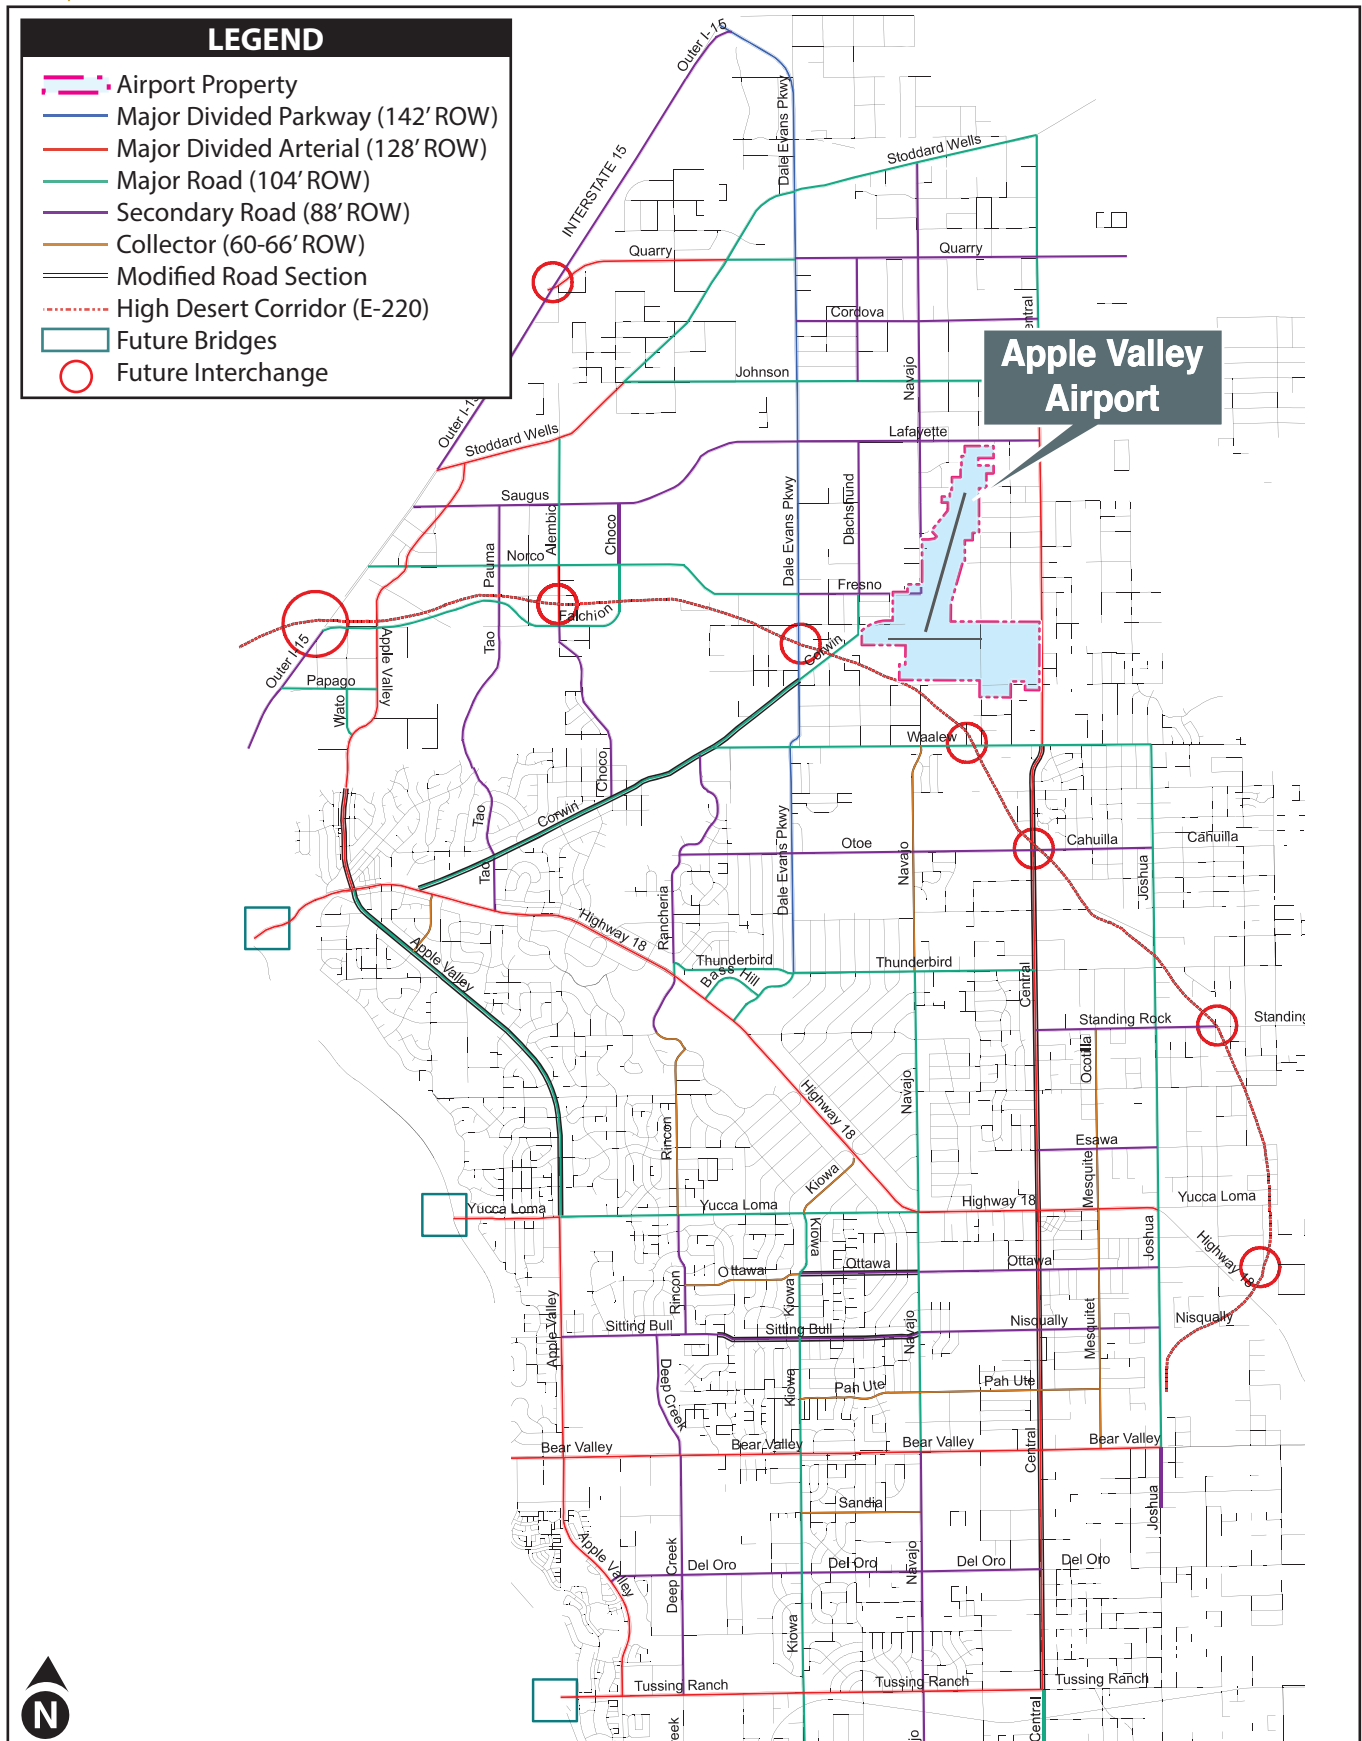 LEGEND
Airport Property
Major Divided Parkway (142' ROW)
Major Divided Arterial (128' ROW)
Major Road (104' ROW)
Secondary Road (88' ROW)
Collector (60-66' ROW)
Modified Road Section
High Desert Corridor (E-220)
Future Bridges
Future Interchange
Outer I-15
Dale Evans Pkwy
Stoddard Wells
INTERSTATE 15
Quarry
Quarry
Cordova
entral
Apple Valley
Airport
Johnson
Navajo
Outer I-15
Stoddard Wells
Lafayette
Saugus
Alembic
Choco
Dale Evans Pkwy
Dachshund
Pauma
Norco
Fresno
Falchion
Outer I-15
Apple Valley
Tao
Corwin
Papago
Wato
Waalew
Choco
Tao
Corwin
Otoe
Cahuilla
Cahuilla
Navajo
Joshua
Tao
Dale Evans Pkwy
Rancheria
Highway 18
Apple Valley
Thunderbird
Bass Hill
Thunderbird
Central
Standing Rock
Standing
Ocotilla
Highway 18
Navajo
Rincon
Esawa
Mesquite
Kiowa
Yucca Loma
Yucca Loma
Highway 18
Yucca Loma
Kiowa
Joshua
Highway 18
Ottawa
Ottawa
Ottawa
Rincon
Kiowa
Apple Valley
Sitting Bull
Sitting Bull
Navajo
Nisqually
Nisqually
Mesquitet
Deep Creek
Kiowa
Pah Ute
Pah Ute
Bear Valley
Bear Valley
Bear Valley
Central
Bear Valley
Sandia
Joshua
Apple Valley
Deep Creek
Del Oro
Del Oro
Navajo
Del Oro
Del Oro
Kiowa
Tussing Ranch
Tussing Ranch
Tussing Ranch
Central
eek
jo
N